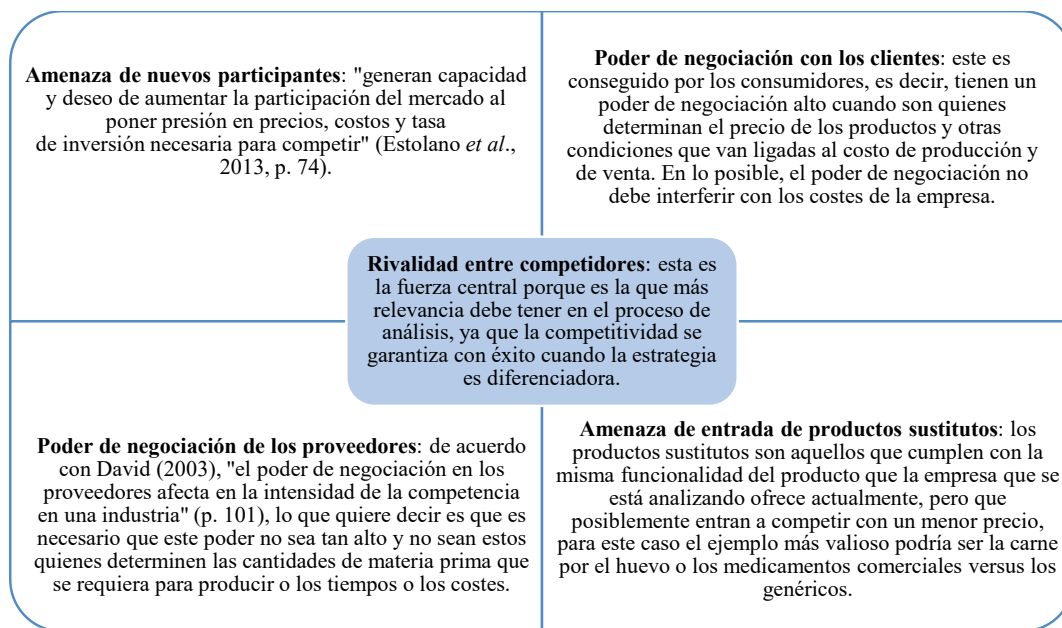 Amenaza de nuevos participantes: "generan capacidad
y deseo de aumentar la participación del mercado al
poner presión en precios, costos y tasa
de inversión necesaria para competir" (Estolano et al.,
2013, p. 74).
Poder de negociación con los clientes: este es
conseguido por los consumidores, es decir, tienen un
poder de negociación alto cuando son quienes
determinan el precio de los productos y otras
condiciones que van ligadas al costo de producción y
de venta. En lo posible, el poder de negociación no
debe interferir con los costes de la empresa.
Rivalidad entre competidores: esta es
la fuerza central porque es la que más
relevancia debe tener en el proceso de
análisis, ya que la competitividad se
garantiza con éxito cuando la estrategia
es diferenciadora.
Poder de negociación de los proveedores: de acuerdo
con David (2003), "el poder de negociación en los
proveedores afecta en la intensidad de la competencia
en una industria" (p. 101), lo que quiere decir es que es
necesario que este poder no sea tan alto y no sean estos
quienes determinen las cantidades de materia prima que
se requiera para producir o los tiempos o los costes.
Amenaza de entrada de productos sustitutos: los
productos sustitutos son aquellos que cumplen con la
misma funcionalidad del producto que la empresa que se
está analizando ofrece actualmente, pero que
posiblemente entran a competir con un menor precio,
para este caso el ejemplo más valioso podría ser la carne
por el huevo o los medicamentos comerciales versus los
genéricos.